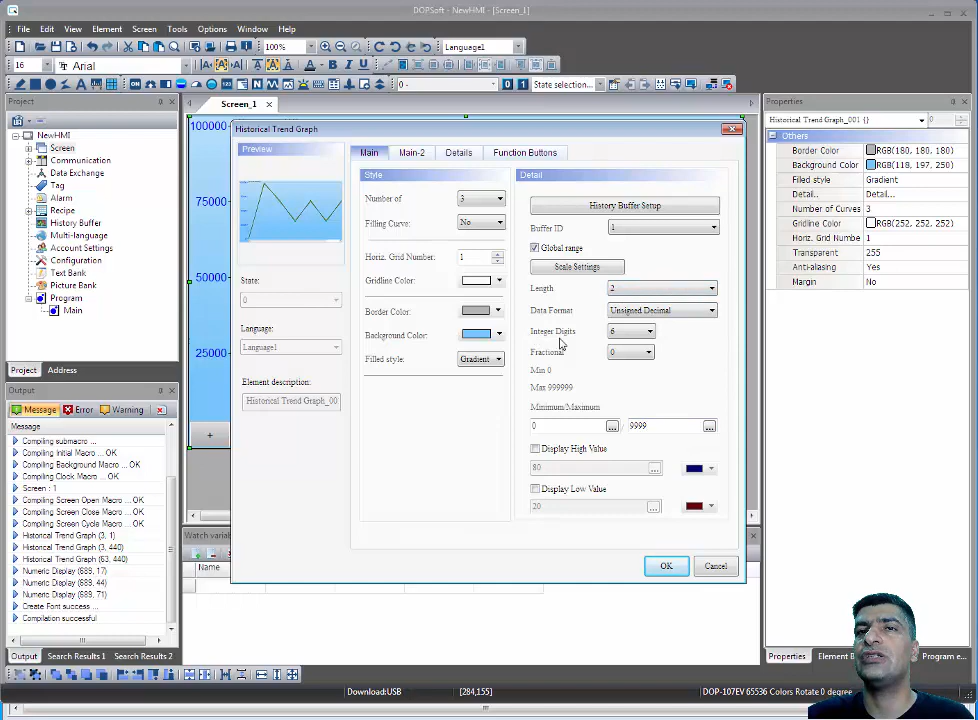 DOPSoft - NewHMI - [Screen_1]
File Edit View Element Screen Tools Options Window Help
100% Language1
16 Arial
0 - 0 1 State selection...
Project
Screen_1
Properties
NewHMI
Screen
Communication
Data Exchange
Tag
Alarm
Recipe
History Buffer
Multi-language
Account Settings
Configuration
Text Bank
Picture Bank
Program
Main
Project Address
Output
Message Error Warning
Message
Compiling submacro ...
Compiling Initial Macro ... OK
Compiling Background Macro ... OK
Compiling Clock Macro ... OK
Screen : 1
Compiling Screen Open Macro ... OK
Compiling Screen Close Macro ... OK
Compiling Screen Cycle Macro ... OK
Historical Trend Graph (3, 1)
Historical Trend Graph (3, 440)
Historical Trend Graph (63, 440)
Numeric Display (689, 17)
Numeric Display (689, 44)
Numeric Display (689, 71)
Create Font success ...
Compilation successful
Output Search Results 1 Search Results 2
100000
75000
50000
25000
+
Historical Trend Graph
Preview
State:
0
Language:
Language1
Element description:
Historical Trend Graph_00
Main Main-2 Details Function Buttons
Style
Number of 3
Filling Curve: No
Horiz. Grid Number: 1
Gridline Color:
Border Color:
Background Color:
Filled style: Gradient
Detail
History Buffer Setup
Buffer ID 1
Global range
Scale Settings
Length 2
Data Format Unsigned Decimal
Integer Digits 6
Fractional 0
Min 0
Max 999999
Minimum/Maximum
0 ... / 9999 ...
Display High Value
80 ...
Display Low Value
20 ...
OK Cancel
Name
Historical Trend Graph_001 {} 0
Others
Border Color RGB(180, 180, 180)
Background Color RGB(118, 197, 250)
Filled style Gradient
Detail.. Detail...
Number of Curves 3
Gridline Color RGB(252, 252, 252)
Horiz. Grid Numbe 1
Transparent 255
Anti-aliasing Yes
Margin No
Properties Element B Program e...
Download:USB [284,155] DOP-107EV 65536 Colors Rotate 0 degree